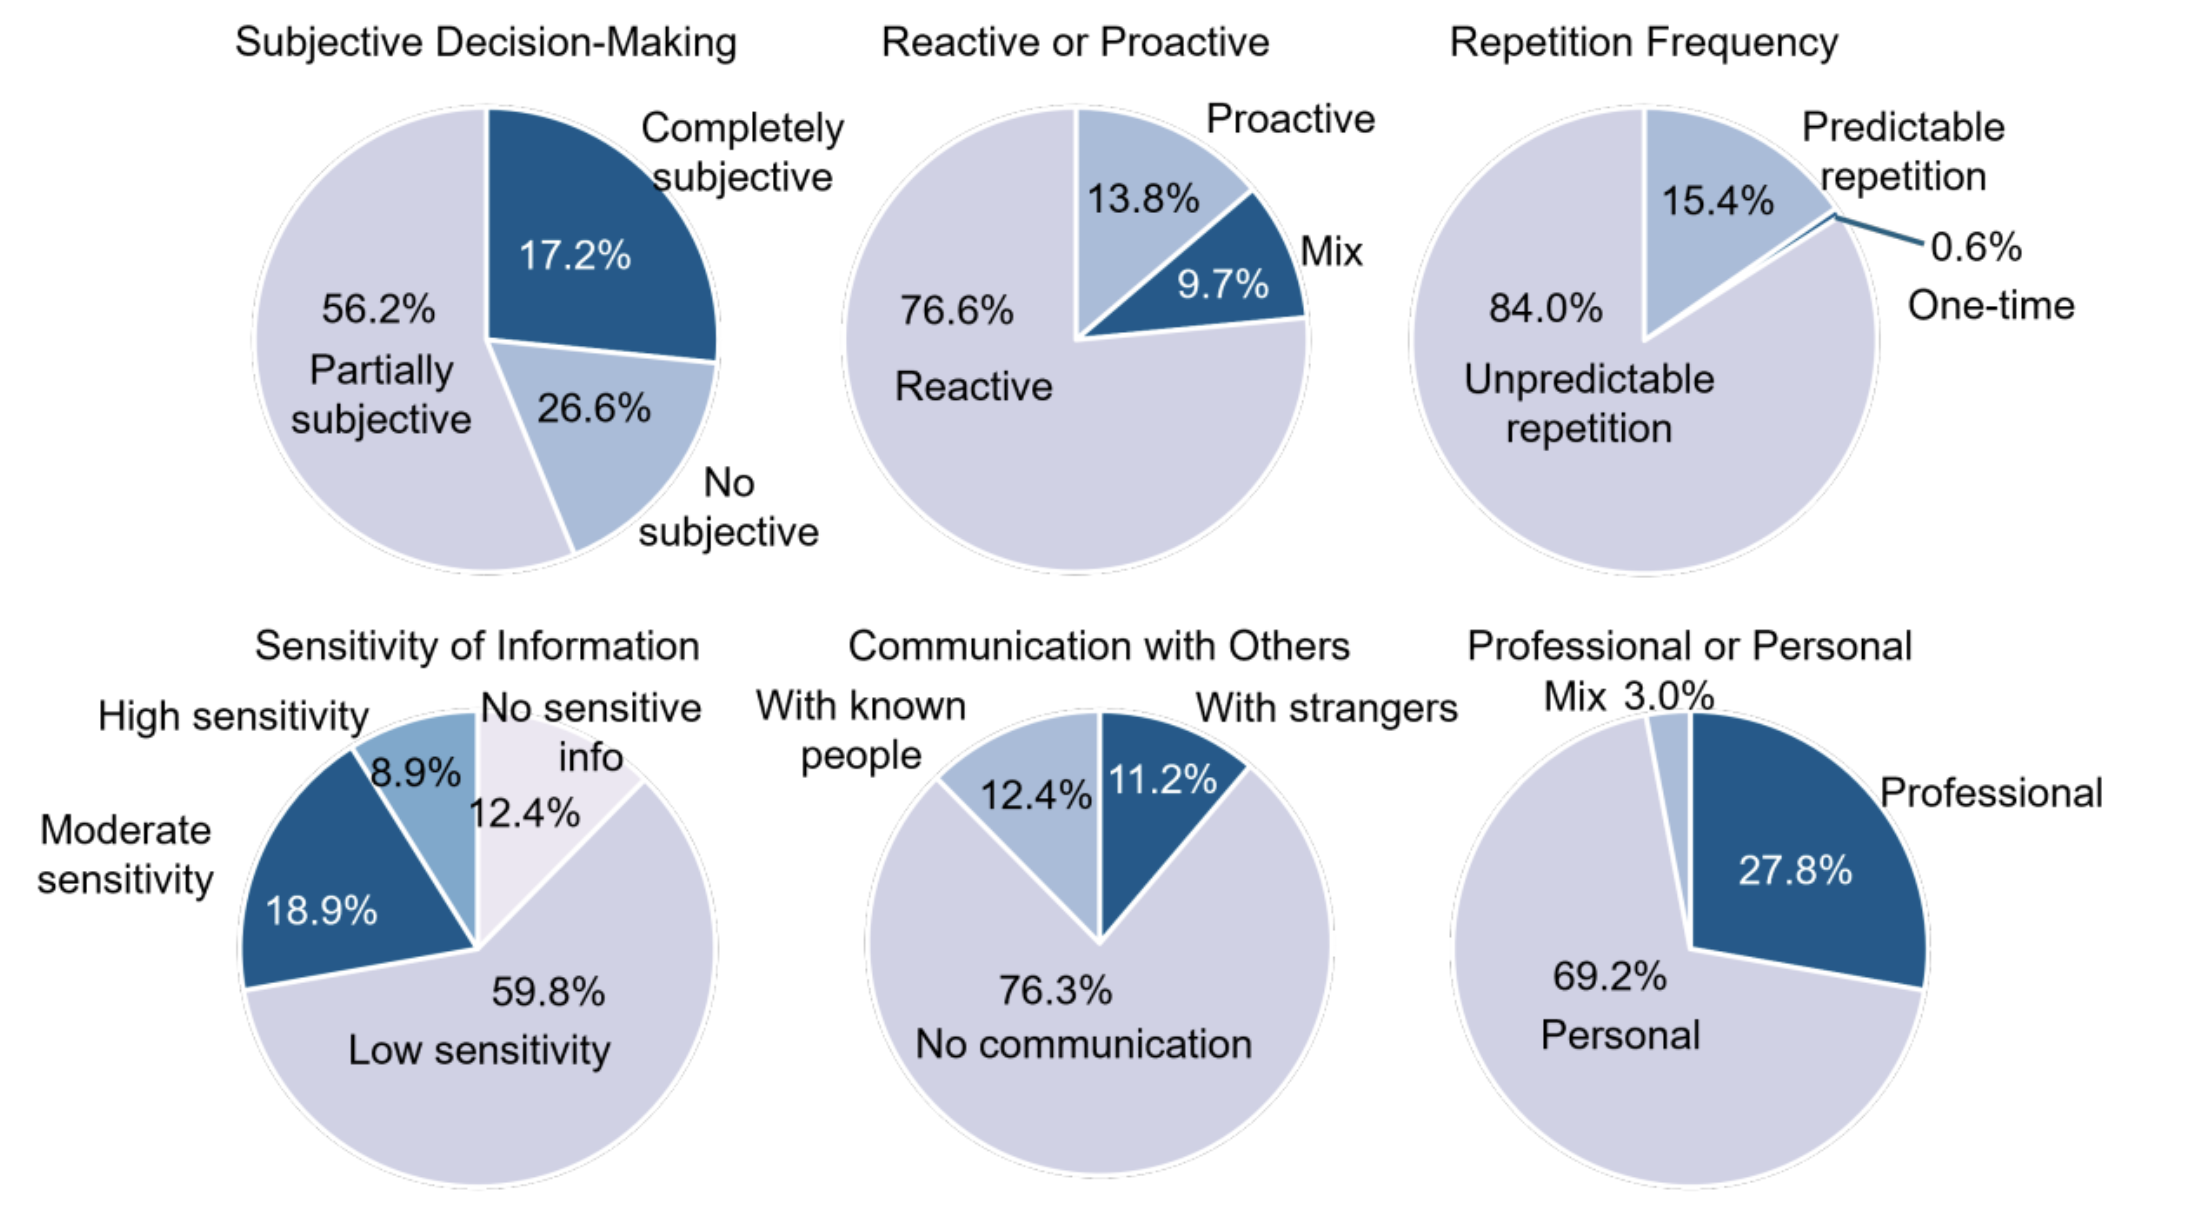 Subjective Decision-Making
Completely
subjective
17.2%
56.2%
Partially
subjective
26.6%
No
subjective
Reactive or Proactive
Proactive
13.8%
Mix
9.7%
76.6%
Reactive
Repetition Frequency
Predictable
repetition
15.4%
0.6%
One-time
84.0%
Unpredictable
repetition
Sensitivity of Information
High sensitivity
No sensitive
info
8.9%
12.4%
Moderate
sensitivity
18.9%
59.8%
Low sensitivity
Communication with Others
With known
people
With strangers
12.4%
11.2%
76.3%
No communication
Professional or Personal
Mix 3.0%
Professional
27.8%
69.2%
Personal